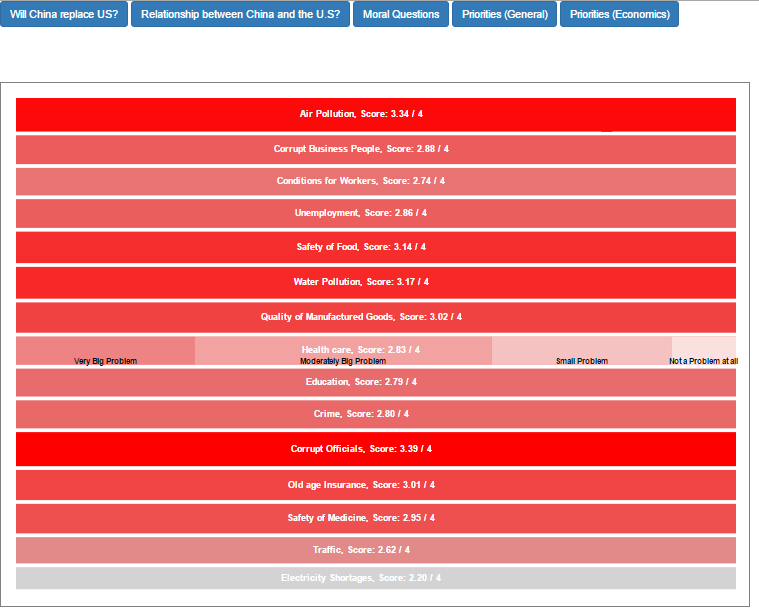 Will China replace US?
Relationship between China and the U.S?
Moral Questions
Priorities (General)
Priorities (Economics)
Air Pollution, Score: 3.34 / 4
Corrupt Business People, Score: 2.88 / 4
Conditions for Workers, Score: 2.74 / 4
Unemployment, Score: 2.86 / 4
Safety of Food, Score: 3.14 / 4
Water Pollution, Score: 3.17 / 4
Quality of Manufactured Goods, Score: 3.02 / 4
Health care, Score: 2.83 / 4
Very Big Problem
Moderately Big Problem
Small Problem
Not a Problem at all
Education, Score: 2.79 / 4
Crime, Score: 2.80 / 4
Corrupt Officials, Score: 3.39 / 4
Old age Insurance, Score: 3.01 / 4
Safety of Medicine, Score: 2.95 / 4
Traffic, Score: 2.62 / 4
Electricity Shortages, Score: 2.20 / 4